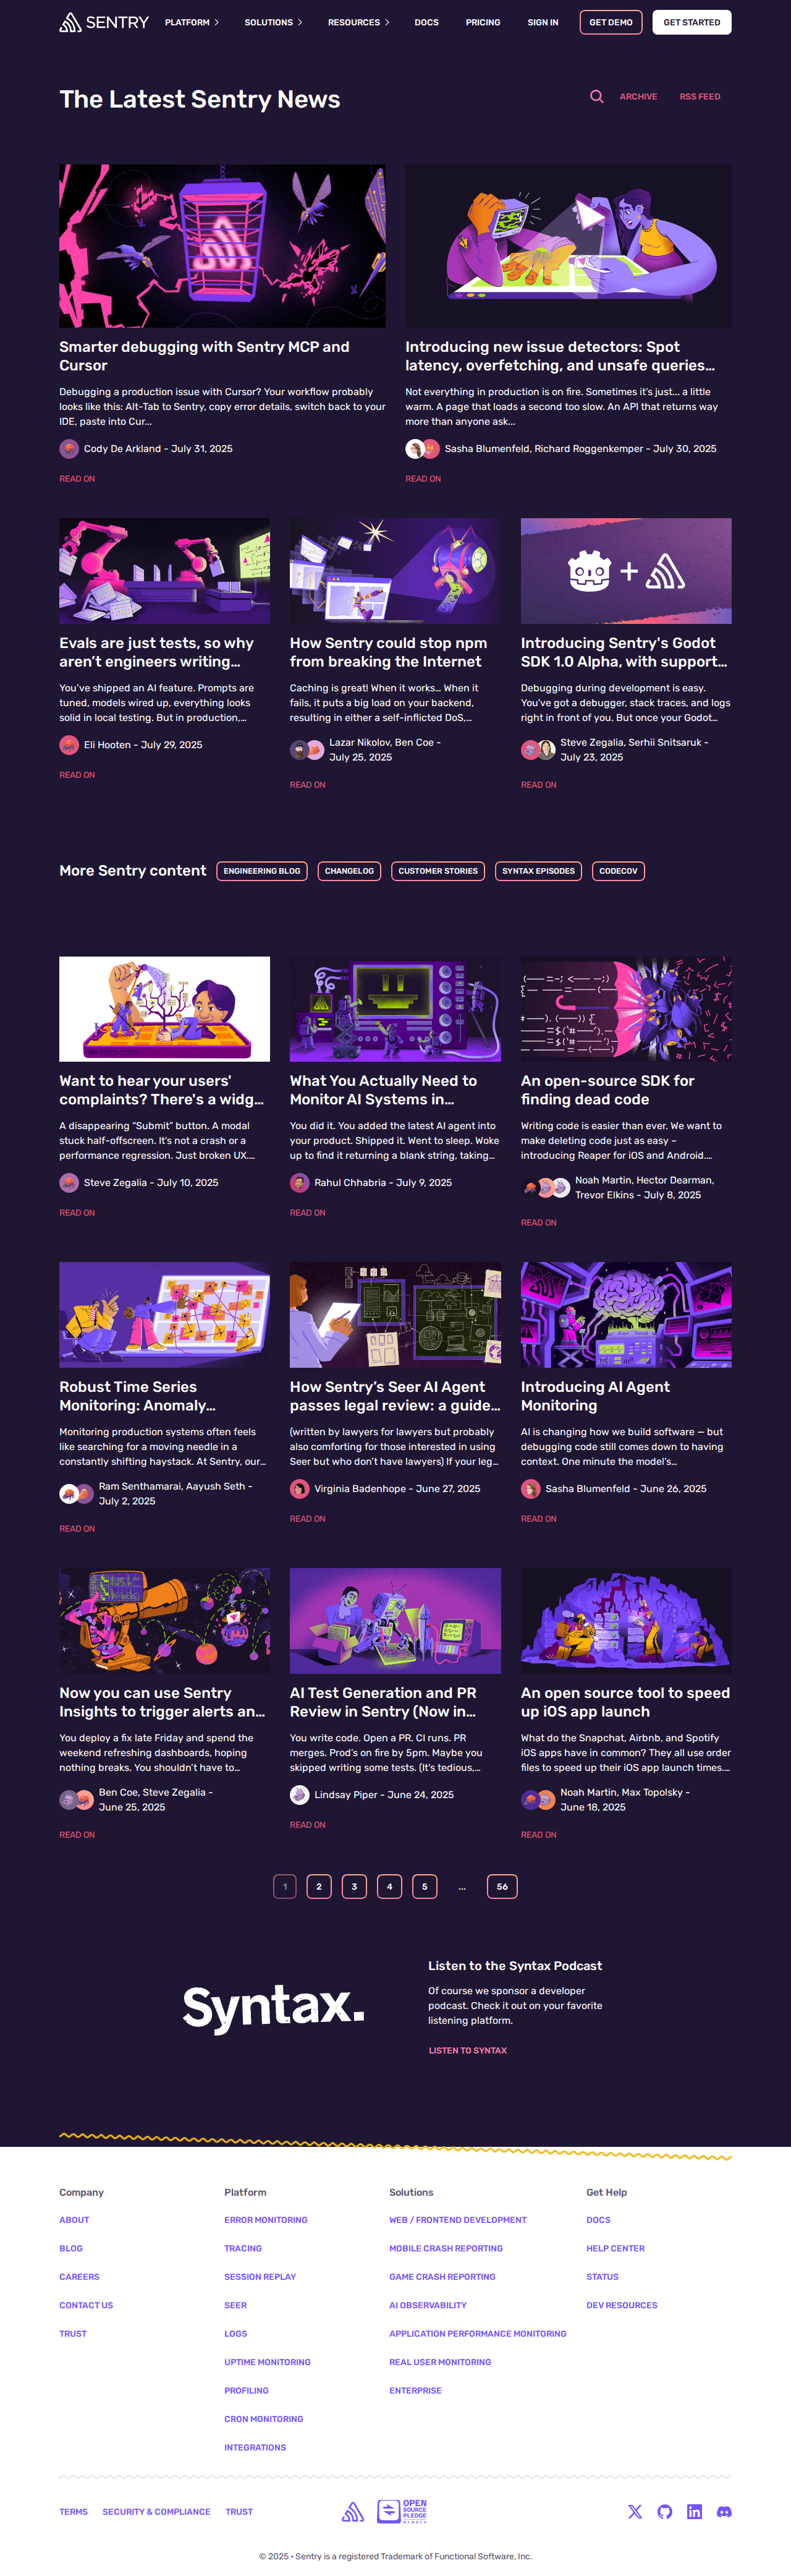 SENTRY
PLATFORM
SOLUTIONS
RESOURCES
DOCS
PRICING
SIGN IN
GET DEMO
GET STARTED
The Latest Sentry News
ARCHIVE
RSS FEED
Smarter debugging with Sentry MCP and
Cursor
Debugging a production issue with Cursor? Your workflow probably
looks like this: Alt-Tab to Sentry, copy error details, switch back to your
IDE, paste into Cur...
Cody De Arkland - July 31, 2025
READ ON
Introducing new issue detectors: Spot
latency, overfetching, and unsafe queries...
Not everything in production is on fire. Sometimes it’s just... a little
warm. A page that loads a second too slow. An API that returns way
more than anyone ask...
Sasha Blumenfeld, Richard Roggenkemper - July 30, 2025
READ ON
Evals are just tests, so why
aren’t engineers writing...
You’ve shipped an AI feature. Prompts are
tuned, models wired up, everything looks
solid in local testing. But in production,...
Eli Hooten - July 29, 2025
READ ON
How Sentry could stop npm
from breaking the Internet
Caching is great! When it works... When it
fails, it puts a big load on your backend,
resulting in either a self-inflicted DoS,...
Lazar Nikolov, Ben Coe -
July 25, 2025
READ ON
Introducing Sentry's Godot
SDK 1.0 Alpha, with support...
Debugging during development is easy.
You’ve got a debugger, stack traces, and logs
right in front of you. But once your Godot...
Steve Zegalia, Serhii Snitsaruk -
July 23, 2025
READ ON
More Sentry content
ENGINEERING BLOG
CHANGELOG
CUSTOMER STORIES
SYNTAX EPISODES
CODECOV
Want to hear your users'
complaints? There's a widg...
A disappearing “Submit” button. A modal
stuck half-offscreen. It’s not a crash or a
performance regression. Just broken UX....
Steve Zegalia - July 10, 2025
READ ON
What You Actually Need to
Monitor AI Systems in...
You did it. You added the latest AI agent into
your product. Shipped it. Went to sleep. Woke
up to find it returning a blank string, taking...
Rahul Chhabria - July 9, 2025
READ ON
An open-source SDK for
finding dead code
Writing code is easier than ever. We want to
make deleting code just as easy –
introducing Reaper for iOS and Android....
Noah Martin, Hector Dearman,
Trevor Elkins - July 8, 2025
READ ON
Robust Time Series
Monitoring: Anomaly...
Monitoring production systems often feels
like searching for a moving needle in a
constantly shifting haystack. At Sentry, our...
Ram Senthamarai, Aayush Seth -
July 2, 2025
READ ON
How Sentry’s Seer AI Agent
passes legal review: a guide...
(written by lawyers for lawyers but probably
also comforting for those interested in using
Seer but who don’t have lawyers) If your leg...
Virginia Badenhope - June 27, 2025
READ ON
Introducing AI Agent
Monitoring
AI is changing how we build software — but
debugging code still comes down to having
context. One minute the model’s...
Sasha Blumenfeld - June 26, 2025
READ ON
Now you can use Sentry
Insights to trigger alerts an...
You deploy a fix late Friday and spend the
weekend refreshing dashboards, hoping
nothing breaks. You shouldn’t have to...
Ben Coe, Steve Zegalia -
June 25, 2025
READ ON
AI Test Generation and PR
Review in Sentry (Now in...
You write code. Open a PR. CI runs. PR
merges. Prod’s on fire by 5pm. Maybe you
skipped writing some tests. (It’s tedious,...
Lindsay Piper - June 24, 2025
READ ON
An open source tool to speed
up iOS app launch
What do the Snapchat, Airbnb, and Spotify
iOS apps have in common? They all use order
files to speed up their iOS app launch times....
Noah Martin, Max Topolsky -
June 18, 2025
READ ON
1
2
3
4
5
...
56
Syntax.
Listen to the Syntax Podcast
Of course we sponsor a developer
podcast. Check it out on your favorite
listening platform.
LISTEN TO SYNTAX
Company
ABOUT
BLOG
CAREERS
CONTACT US
TRUST
Platform
ERROR MONITORING
TRACING
SESSION REPLAY
SEER
LOGS
UPTIME MONITORING
PROFILING
CRON MONITORING
INTEGRATIONS
Solutions
WEB / FRONTEND DEVELOPMENT
MOBILE CRASH REPORTING
GAME CRASH REPORTING
AI OBSERVABILITY
APPLICATION PERFORMANCE MONITORING
REAL USER MONITORING
ENTERPRISE
Get Help
DOCS
HELP CENTER
STATUS
DEV RESOURCES
TERMS
SECURITY & COMPLIANCE
TRUST
OPEN
SOURCE
PLEDGE
MEMBER
© 2025 • Sentry is a registered Trademark of Functional Software, Inc.